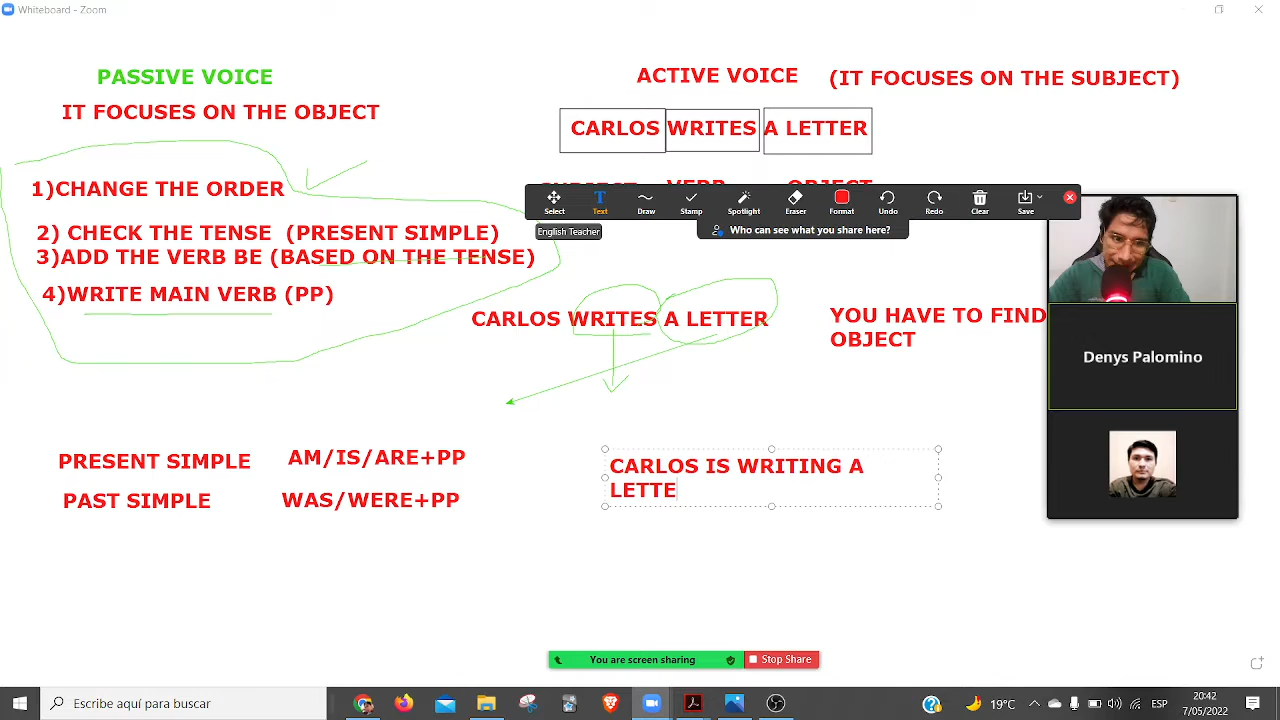 Whiteboard - Zoom
PASSIVE VOICE
IT FOCUSES ON THE OBJECT
ACTIVE VOICE
(IT FOCUSES ON THE SUBJECT)
CARLOS WRITES A LETTER
1)CHANGE THE ORDER
2) CHECK THE TENSE (PRESENT SIMPLE)
3)ADD THE VERB BE (BASED ON THE TENSE)
4)WRITE MAIN VERB (PP)
Select Text Draw Stamp Spotlight Eraser Format Undo Redo Clear Save
English Teacher
Who can see what you share here?
CARLOS WRITES A LETTER
YOU HAVE TO FIND
OBJECT
Denys Palomino
PRESENT SIMPLE
AM/IS/ARE+PP
PAST SIMPLE
WAS/WERE+PP
CARLOS IS WRITING A
LETTE
You are screen sharing
Stop Share
Escribe aquí para buscar
19°C
ESP
20:42
7/05/2022